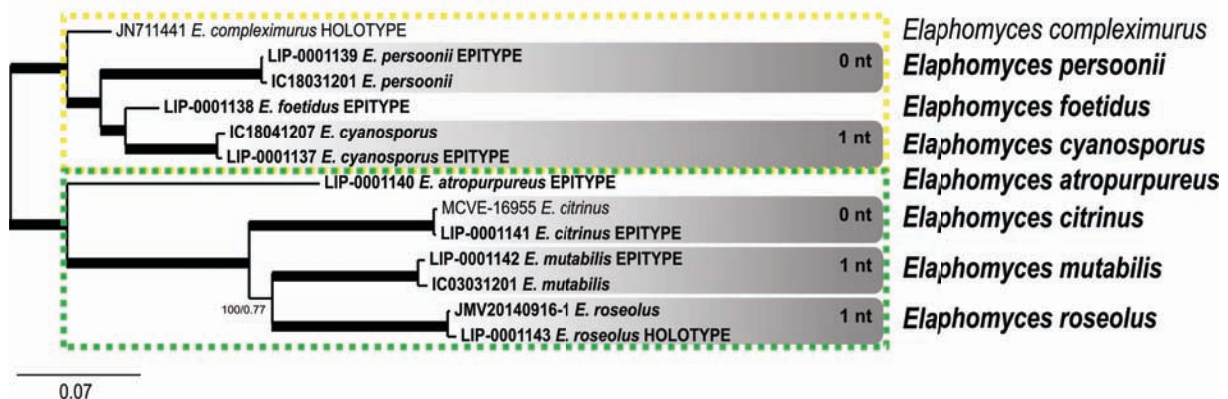 JN711441 E. compleximurus HOLOTYPE
Elaphomyces compleximurus
LIP-0001139 E. persoonii EPITYPE
0 nt
Elaphomyces persoonii
IC18031201 E. persoonii
LIP-0001138 E. foetidus EPITYPE
Elaphomyces foetidus
IC18041207 E. cyanosporus
1 nt
Elaphomyces cyanosporus
LIP-0001137 E. cyanosporus EPITYPE
LIP-0001140 E. atropurpureus EPITYPE
Elaphomyces atropurpureus
MCVE-16955 E. citrinus
0 nt
Elaphomyces citrinus
LIP-0001141 E. citrinus EPITYPE
LIP-0001142 E. mutabilis EPITYPE
1 nt
Elaphomyces mutabilis
IC03031201 E. mutabilis
100/0.77
JMV20140916-1 E. roseolus
1 nt
Elaphomyces roseolus
LIP-0001143 E. roseolus HOLOTYPE
0.07